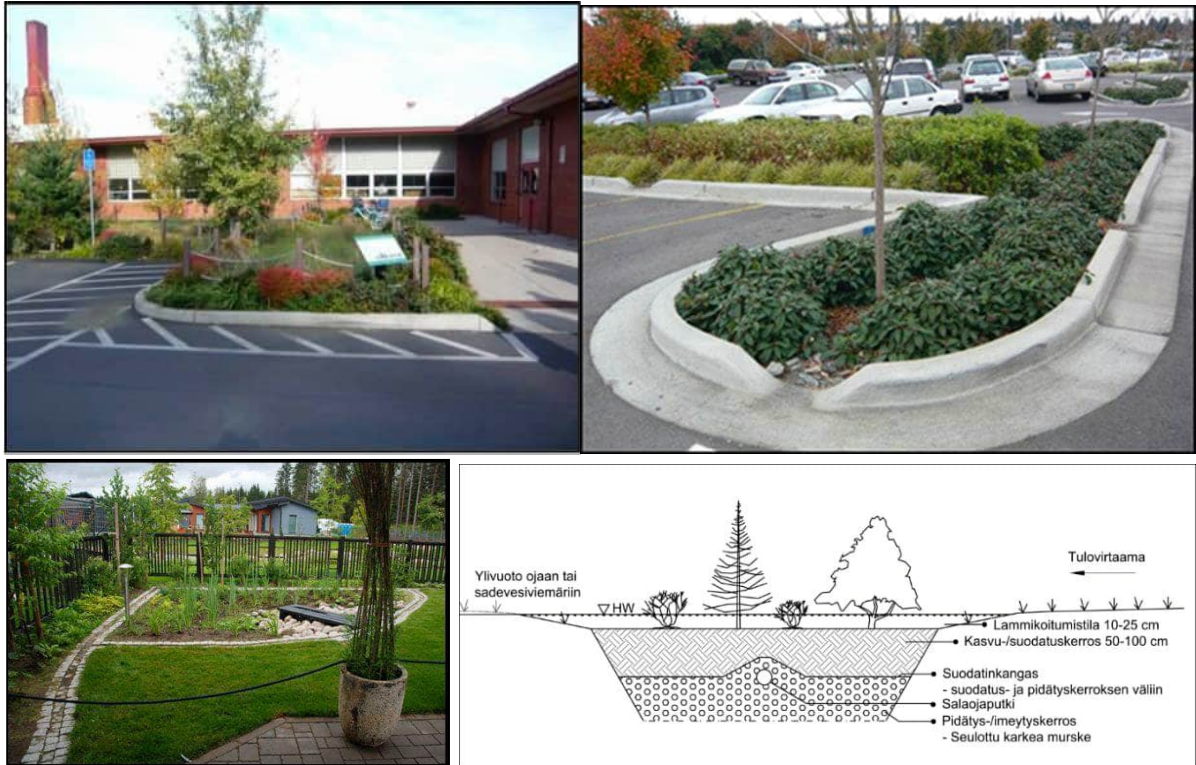 Ylivuoto ojaan tai
sadevesiviemäriin
HW
Tulovirtaama
Lammikoitumistila 10-25 cm
Kasvu-/suodatuskerros 50-100 cm
Suodatinkangas
- suodatus- ja pidätyskerroksen väliin
Salaojaputki
Pidätys-/imeytyskerros
- Seulottu karkea murske